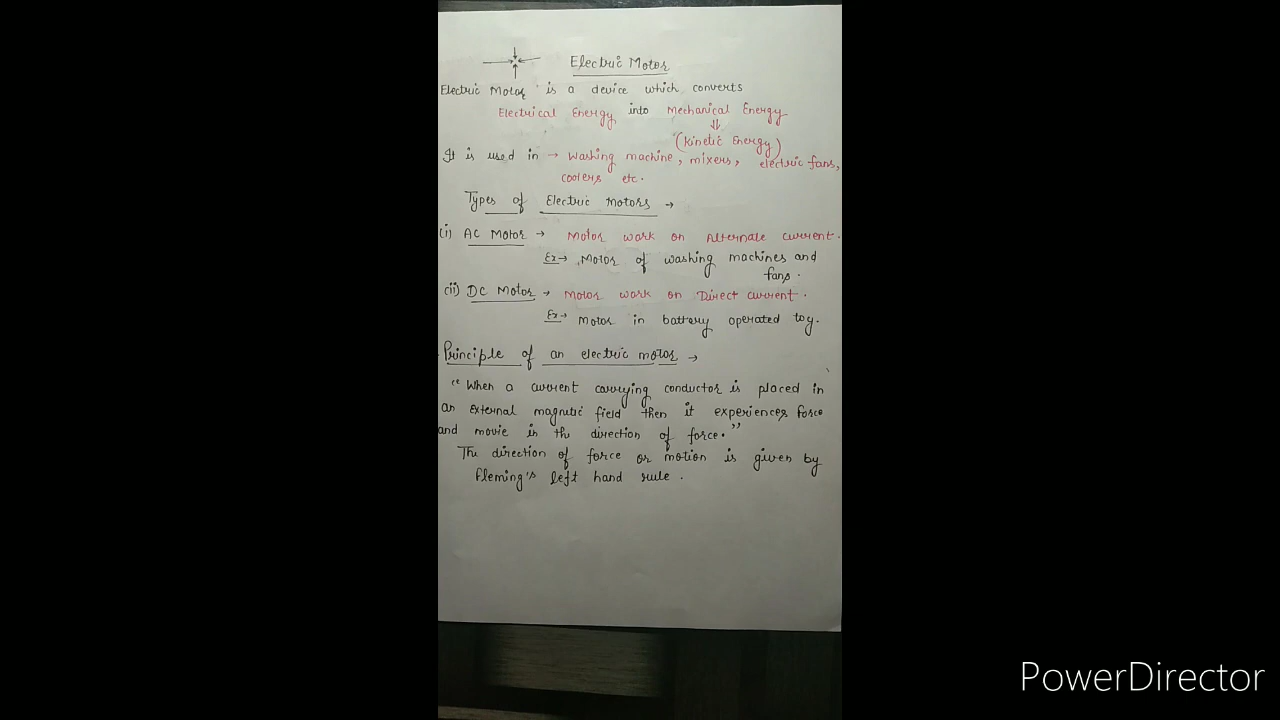 Electric Motor
Electric Motor is a device which converts
Electrical Energy into Mechanical Energy
⇓
(Kinetic Energy)
It is used in → Washing machine, mixers, electric fans,
coolers etc.
Types of Electric Motors →
(i) AC Motor → Motor work on Alternate current.
Ex→ Motor of washing machines and
fans.
(ii) DC Motor → Motor work on Direct current.
Ex→ Motor in battery operated toy.
Principle of an electric motor →
"When a current carrying conductor is placed in
an external magnetic field then it experiences force
and movie in the direction of force."
The direction of force or motion is given by
Fleming's left hand rule.
PowerDirector